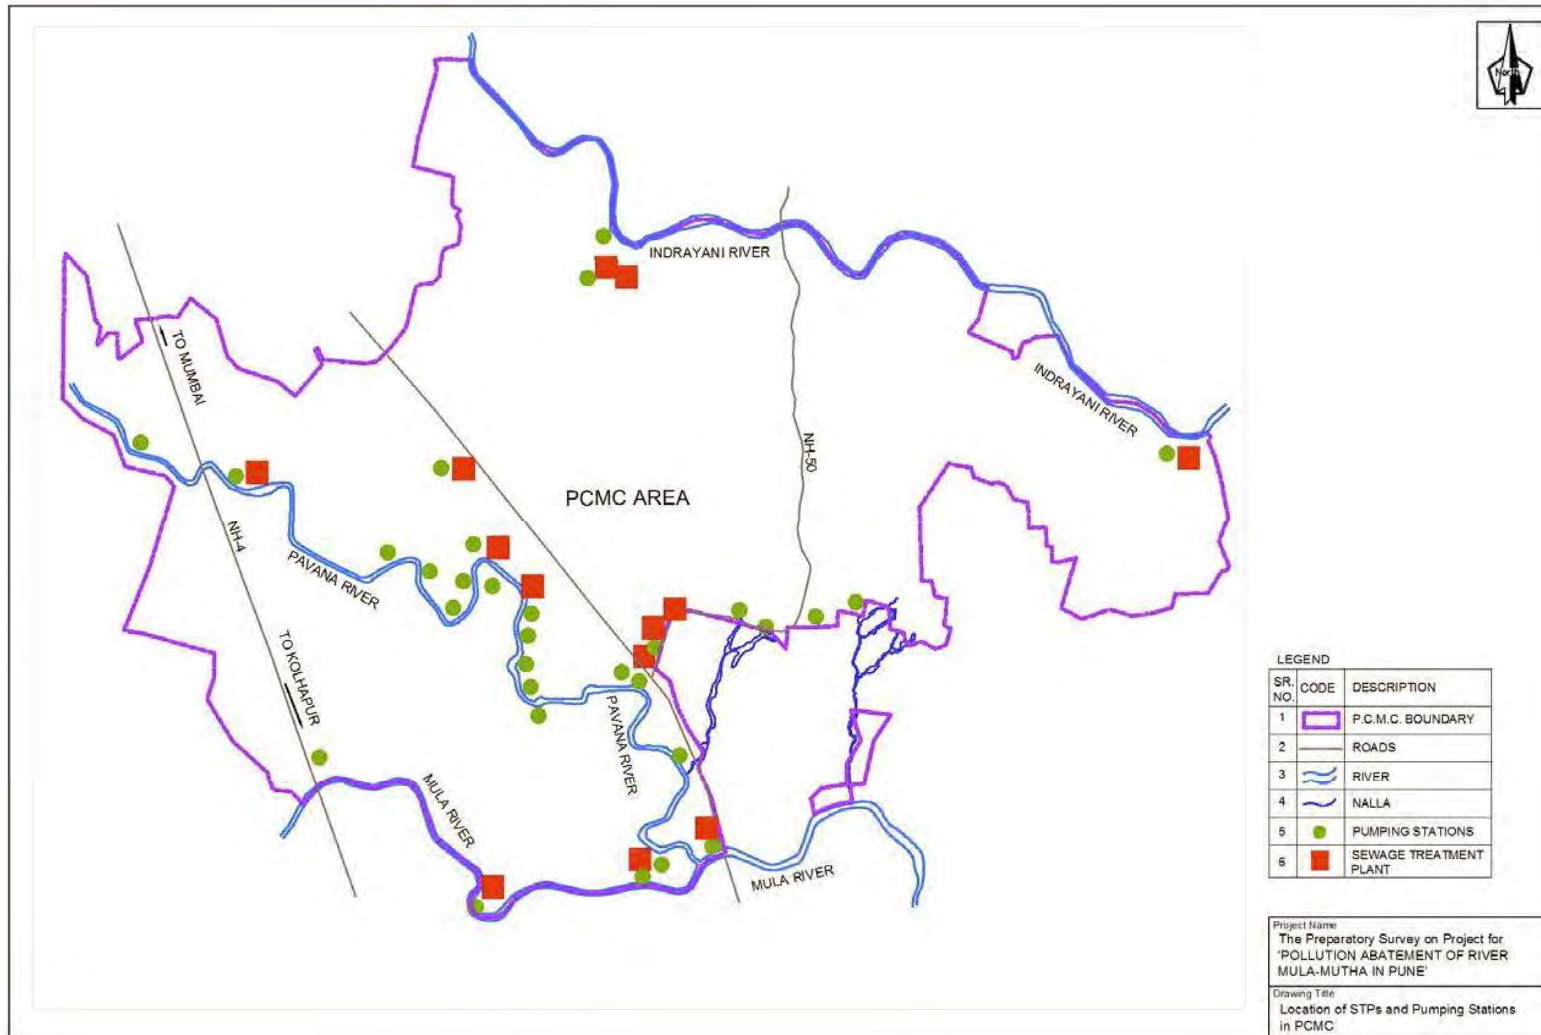 North
INDRAYANI RIVER
TO MUMBAI
INDRAYANI RIVER
NH-50
PCMC AREA
NH-4
PAVANA RIVER
TO KOLHAPUR
PAVANA RIVER
MULA RIVER
MULA RIVER
LEGEND
SR. NO. CODE DESCRIPTION
1 P.C.M.C. BOUNDARY
2 ROADS
3 RIVER
4 NALLA
5 PUMPING STATIONS
6 SEWAGE TREATMENT
PLANT
Project Name
The Preparatory Survey on Project for
'POLLUTION ABATEMENT OF RIVER
MULA-MUTHA IN PUNE'
Drawing Title
Location of STPs and Pumping Stations
in PCMC